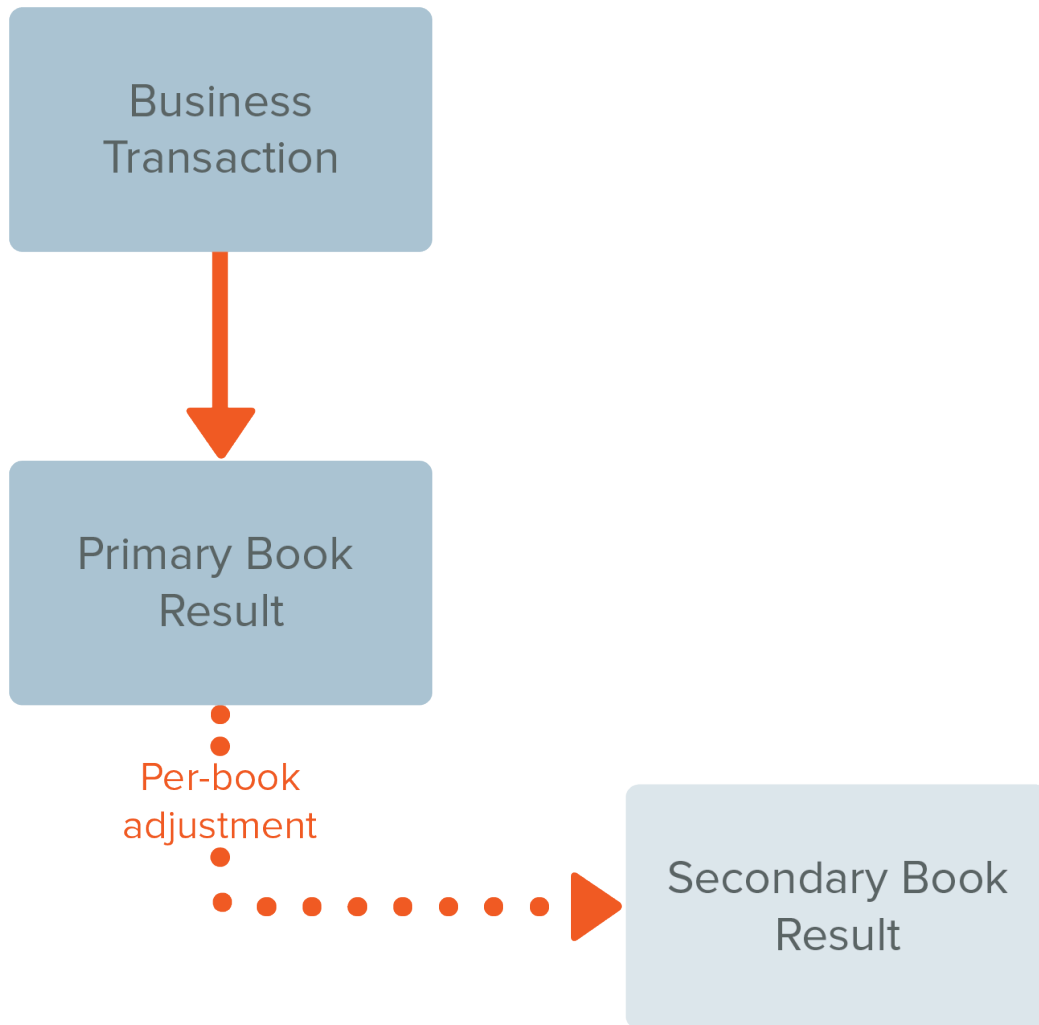 Business
Transaction
Primary Book
Result
Per-book
adjustment
Secondary Book
Result